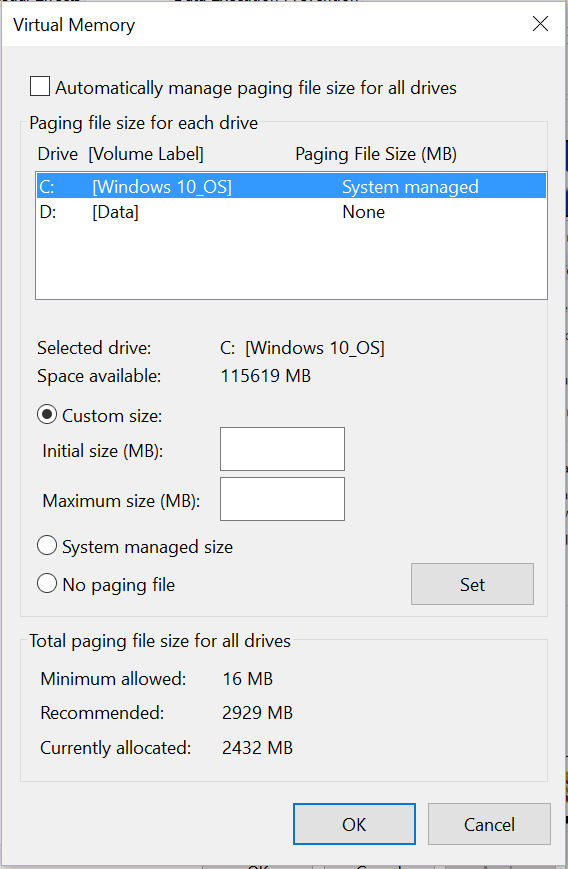 Virtual Memory
Automatically manage paging file size for all drives
Paging file size for each drive
Drive [Volume Label] Paging File Size (MB)
C: [Windows 10_OS] System managed
D: [Data] None
Selected drive: C: [Windows 10_OS]
Space available: 115619 MB
Custom size:
Initial size (MB):
Maximum size (MB):
System managed size
No paging file
Set
Total paging file size for all drives
Minimum allowed: 16 MB
Recommended: 2929 MB
Currently allocated: 2432 MB
OK Cancel